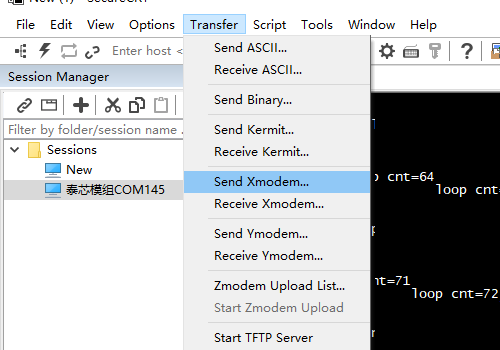 File Edit View Options Transfer Script Tools Window Help
Enter host <
Session Manager
Filter by folder/session name ...
Sessions
New
泰芯模组COM145
Send ASCII...
Receive ASCII...
Send Binary...
Send Kermit...
Receive Kermit...
Send Xmodem...
Receive Xmodem...
Send Ymodem...
Receive Ymodem...
Zmodem Upload List...
Start Zmodem Upload
Start TFTP Server
cnt=64
loop cnt=
nt=71
loop cnt=72